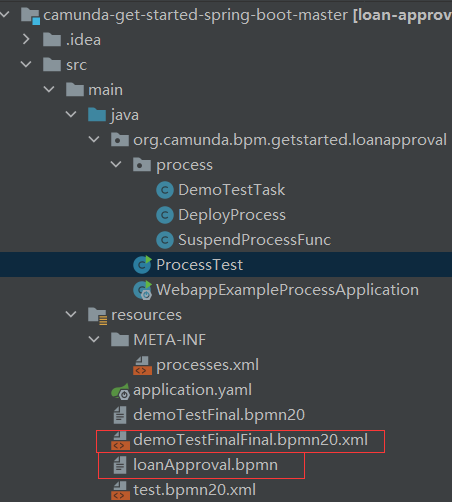 camunda-get-started-spring-boot-master [loan-approv
.idea
src
main
java
org.camunda.bpm.getstarted.loanapproval
process
DemoTestTask
DeployProcess
SuspendProcessFunc
ProcessTest
WebappExampleProcessApplication
resources
META-INF
processes.xml
application.yaml
demoTestFinal.bpmn20
demoTestFinalFinal.bpmn20.xml
loanApproval.bpmn
test.bpmn20.xml